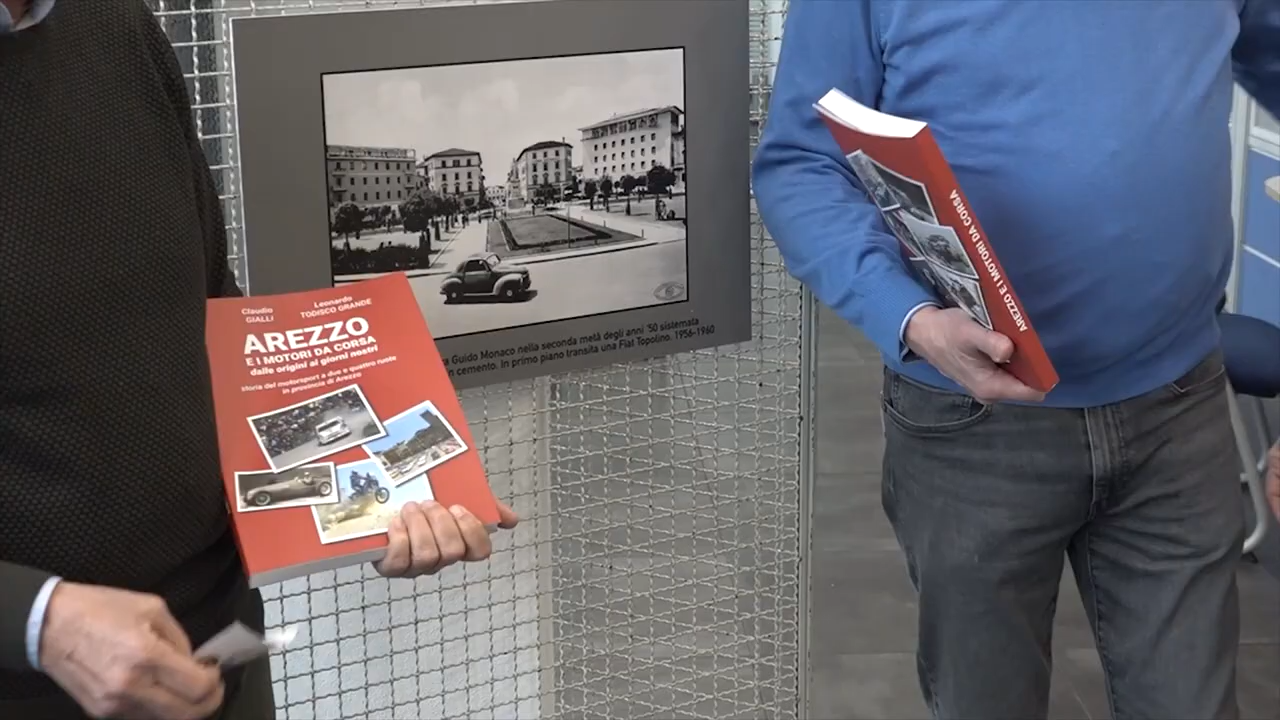 Guido Monaco nella seconda metà degli anni '50 sistemata
cemento. In primo piano transita una Fiat Topolino. 1956-1960
Claudio
GIALLI
Leonardo
TODISCO GRANDE
AREZZO
E I MOTORI DA CORSA
dalle origini ai giorni nostri
storia del motorsport a due e quattro ruote
in provincia di Arezzo
AREZZO E I MOTORI DA CORSA